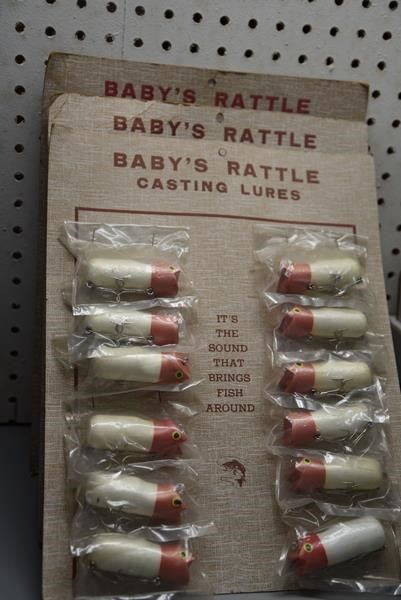 BABY'S RATTLE
BABY'S RATTLE
BABY'S RATTLE
CASTING LURES
IT'S
THE
SOUND
THAT
BRINGS
FISH
AROUND